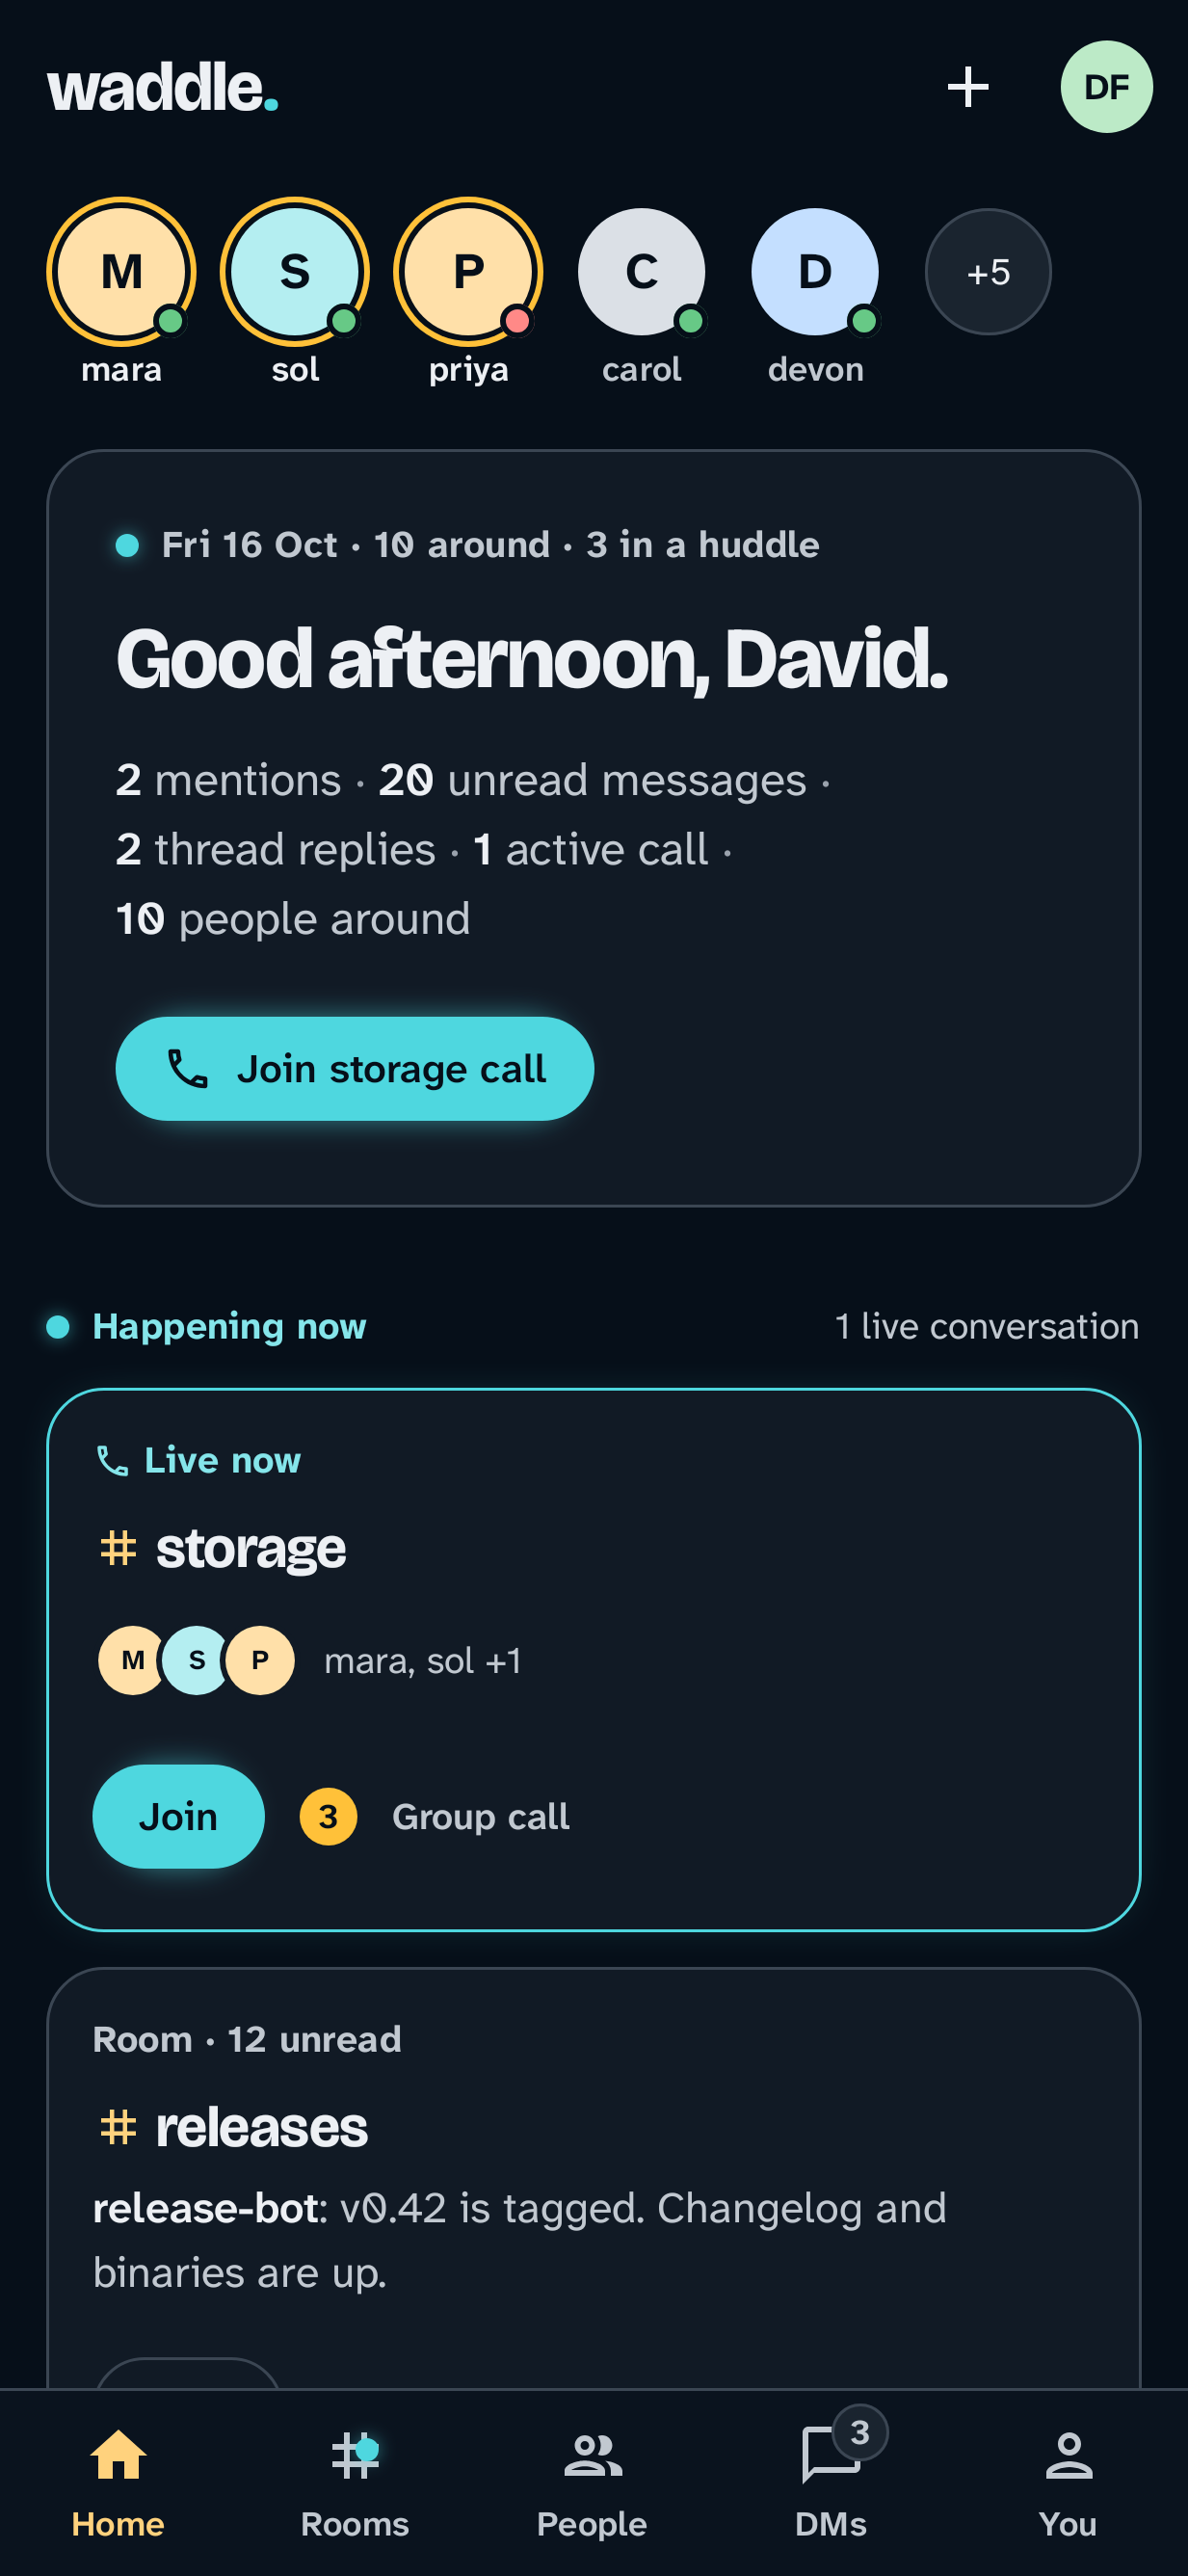 waddle.
DF
M
S
P
C
D
+5
mara
sol
priya
carol
devon
Fri 16 Oct · 10 around · 3 in a huddle
Good afternoon, David.
2 mentions · 20 unread messages ·
2 thread replies · 1 active call ·
10 people around
Join storage call
Happening now
1 live conversation
Live now
# storage
M
S
P
mara, sol +1
Join
3
Group call
Room · 12 unread
# releases
release-bot: v0.42 is tagged. Changelog and
binaries are up.
3
Home
Rooms
People
DMs
You